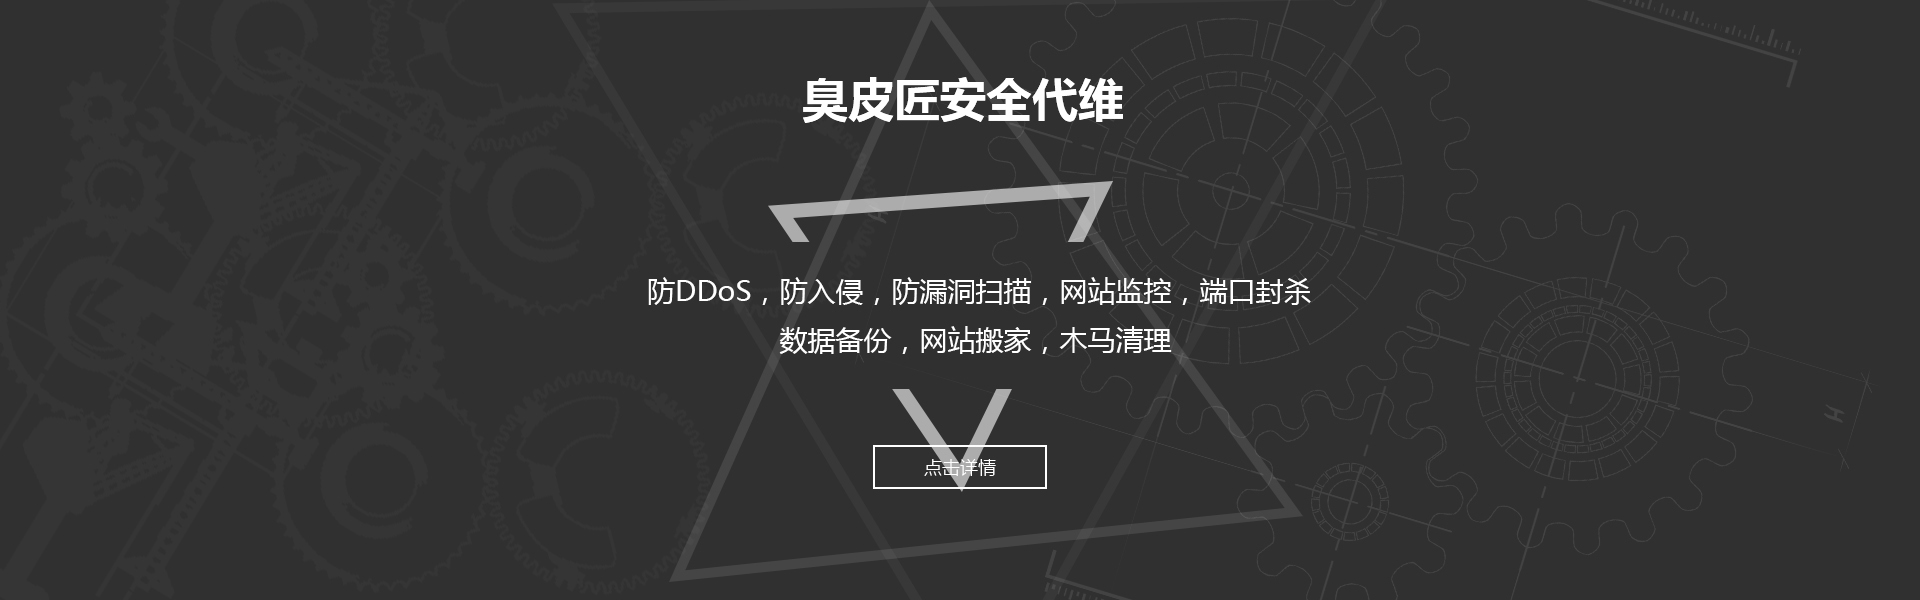 臭皮匠安全代维
防DDoS，防入侵，防漏洞扫描，网站监控，端口封杀
数据备份，网站搬家，木马清理
点击详情
H